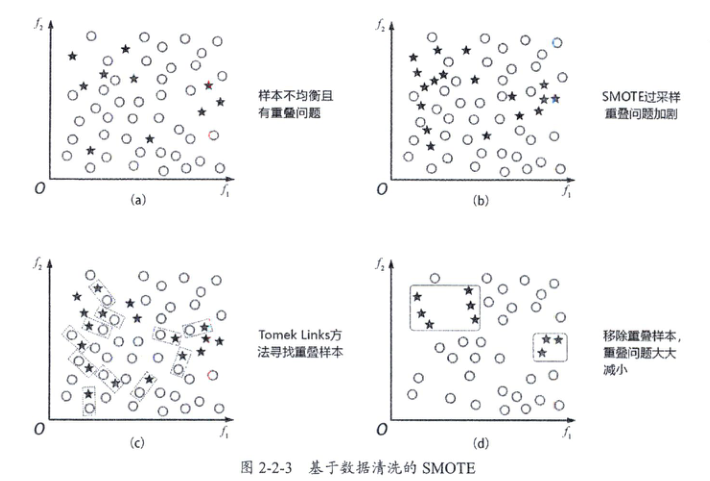 f₂
样本不均衡且
有重叠问题
O
f₁
(a)
f₂
SMOTE过采样
重叠问题加剧
O
f₁
(b)
f₂
Tomek Links方
法寻找重叠样本
O
f₁
(c)
f₂
移除重叠样本，
重叠问题大大
减小
O
f₁
(d)
图 2-2-3 基于数据清洗的 SMOTE